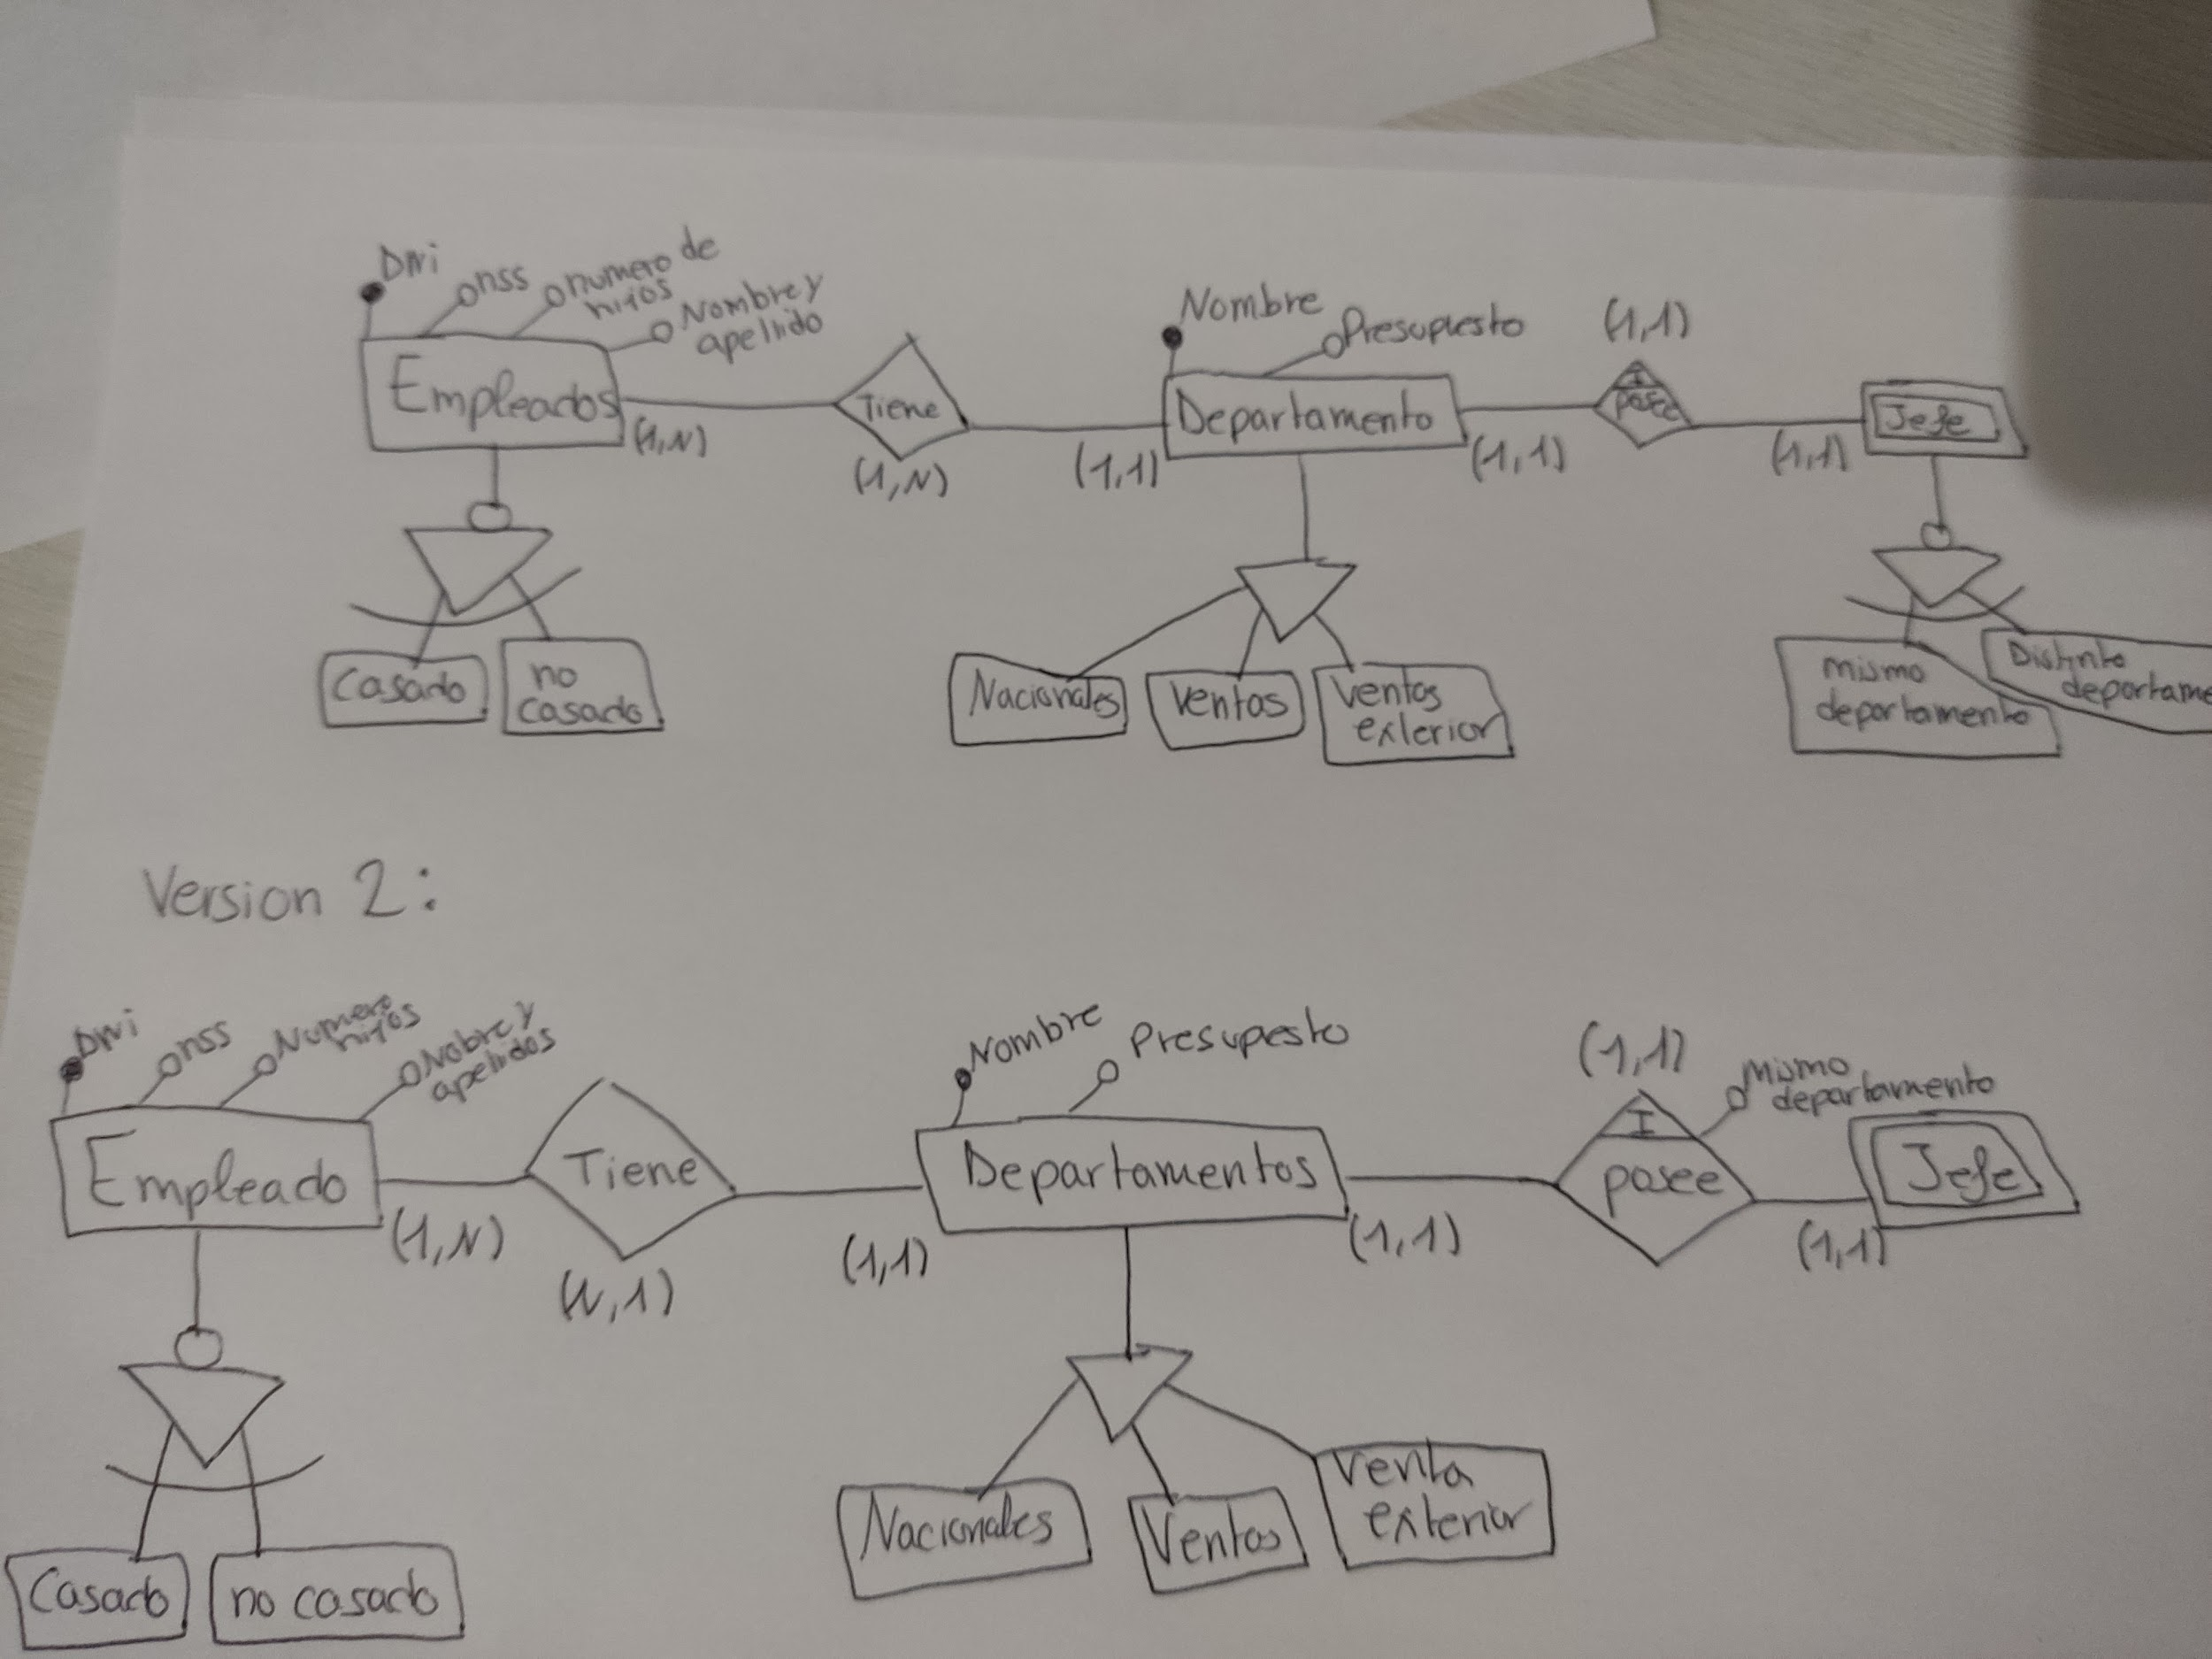 Dni
nss
numero de
hijos
Nombre y
apellido
Nombre
Presupuesto
(1,1)
Empleados
Tiene
Departamento
I
posee
Jefe
(1,N)
(1,N)
(1,1)
(1,1)
(1,1)
Casado
no
casado
Nacionales
Ventas
Ventas
exterior
mismo
departamento
Distinto
departame
Version 2:
Dni
nss
Numero
hijos
Nobre y
apellidos
Nombre
Presupesto
(1,1)
Mismo
departamento
Empleado
Tiene
Departamentos
I
posee
Jefe
(1,N)
(N,1)
(1,1)
(1,1)
(1,1)
Casado
no casado
Nacionales
Ventas
Venta
exterior